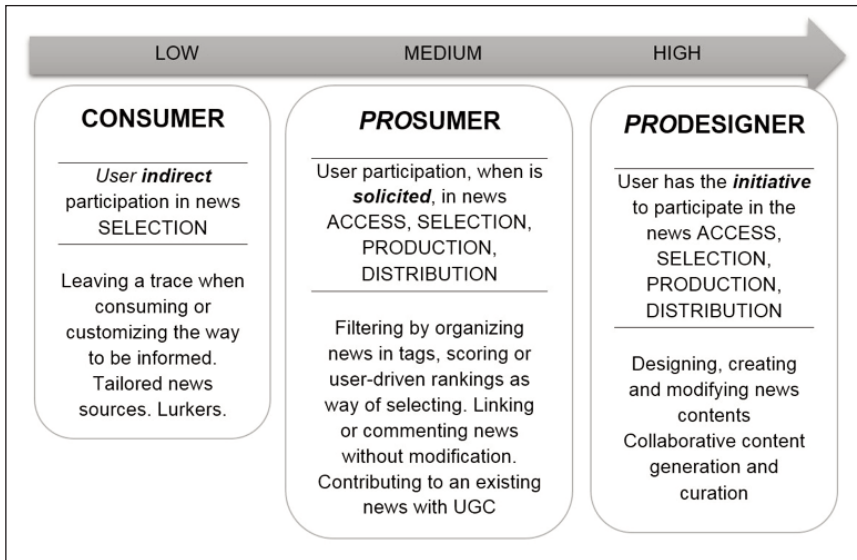 LOW
MEDIUM
HIGH
CONSUMER
User indirect
participation in news
SELECTION
Leaving a trace when
consuming or
customizing the way
to be informed.
Tailored news
sources. Lurkers.
PROSUMER
User participation, when is
solicited, in news
ACCESS, SELECTION,
PRODUCTION,
DISTRIBUTION
Filtering by organizing
news in tags, scoring or
user-driven rankings as
way of selecting. Linking
or commenting news
without modification.
Contributing to an existing
news with UGC
PRODESIGNER
User has the initiative
to participate in the
news ACCESS,
SELECTION,
PRODUCTION,
DISTRIBUTION
Designing, creating
and modifying news
contents
Collaborative content
generation and
curation